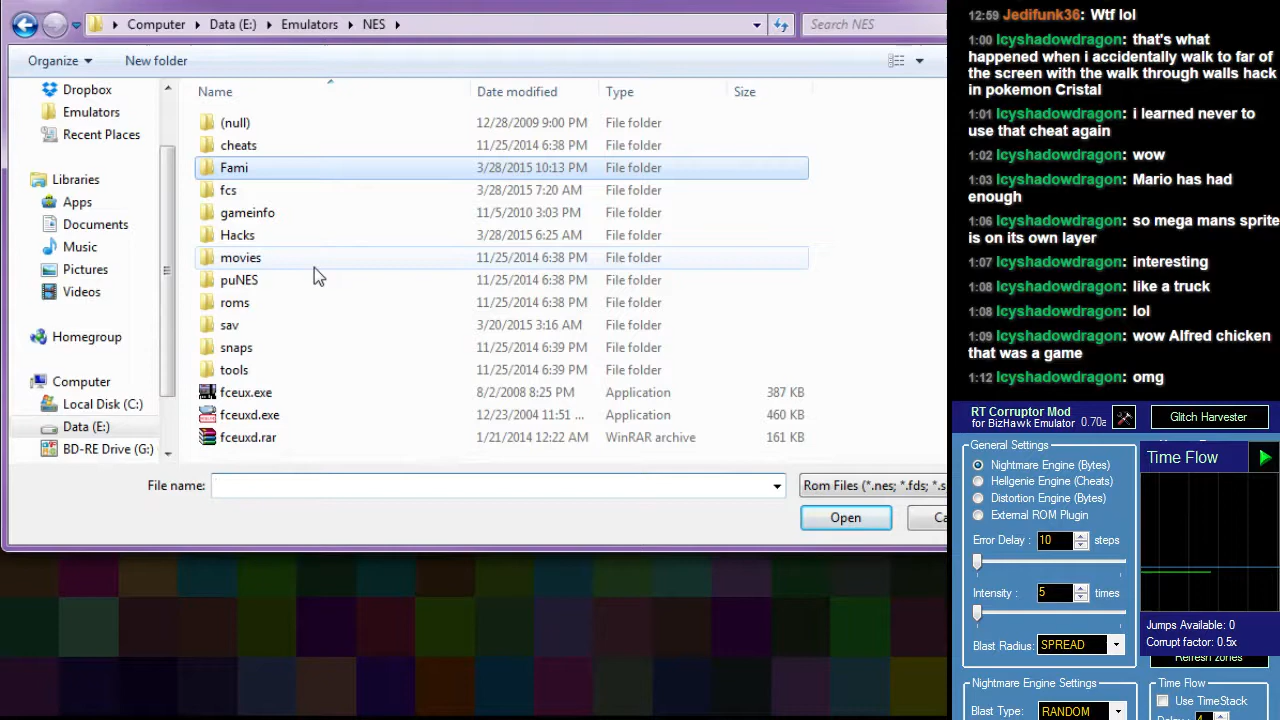 Computer
Data (E:)
Emulators
NES
Search NES
Organize
New folder
Dropbox
Emulators
Recent Places
Libraries
Apps
Documents
Music
Pictures
Videos
Homegroup
Computer
Local Disk (C:)
Data (E:)
BD-RE Drive (G:)
Name Date modified Type Size
(null) 12/28/2009 9:00 PM File folder
cheats 11/25/2014 6:38 PM File folder
Fami 3/28/2015 10:13 PM File folder
fcs 3/28/2015 7:20 AM File folder
gameinfo 11/5/2010 3:03 PM File folder
Hacks 3/28/2015 6:25 AM File folder
movies 11/25/2014 6:38 PM File folder
puNES 11/25/2014 6:38 PM File folder
roms 11/25/2014 6:38 PM File folder
sav 3/20/2015 3:16 AM File folder
snaps 11/25/2014 6:39 PM File folder
tools 11/25/2014 6:39 PM File folder
fceux.exe 8/2/2008 8:25 PM Application 387 KB
fceuxd.exe 12/23/2004 11:51 ... Application 460 KB
fceuxd.rar 1/21/2014 12:22 AM WinRAR archive 161 KB
File name:
Rom Files (*.nes; *.fds; *.s
Open
Ca
12:59 Jedifunk36: Wtf lol
1:00 Icyshadowdragon: that's what
happened when i accidentally walk to far of
the screen with the walk through walls hack
in pokemon Cristal
1:01 Icyshadowdragon: i learned never to
use that cheat again
1:02 Icyshadowdragon: wow
1:03 Icyshadowdragon: Mario has had
enough
1:06 Icyshadowdragon: so mega mans sprite
is on its own layer
1:07 Icyshadowdragon: interesting
1:08 Icyshadowdragon: like a truck
1:08 Icyshadowdragon: lol
1:09 Icyshadowdragon: wow Alfred chicken
that was a game
1:12 Icyshadowdragon: omg
RT Corruptor Mod
for BizHawk Emulator 0.70a
Glitch Harvester
General Settings
Nightmare Engine (Bytes)
Hellgenie Engine (Cheats)
Distortion Engine (Bytes)
External ROM Plugin
Error Delay : 10 steps
Intensity : 5 times
Blast Radius: SPREAD
Time Flow
Jumps Available: 0
Corrupt factor: 0.5x
Refresh zones
Nightmare Engine Settings
Blast Type: RANDOM
Time Flow
Use TimeStack